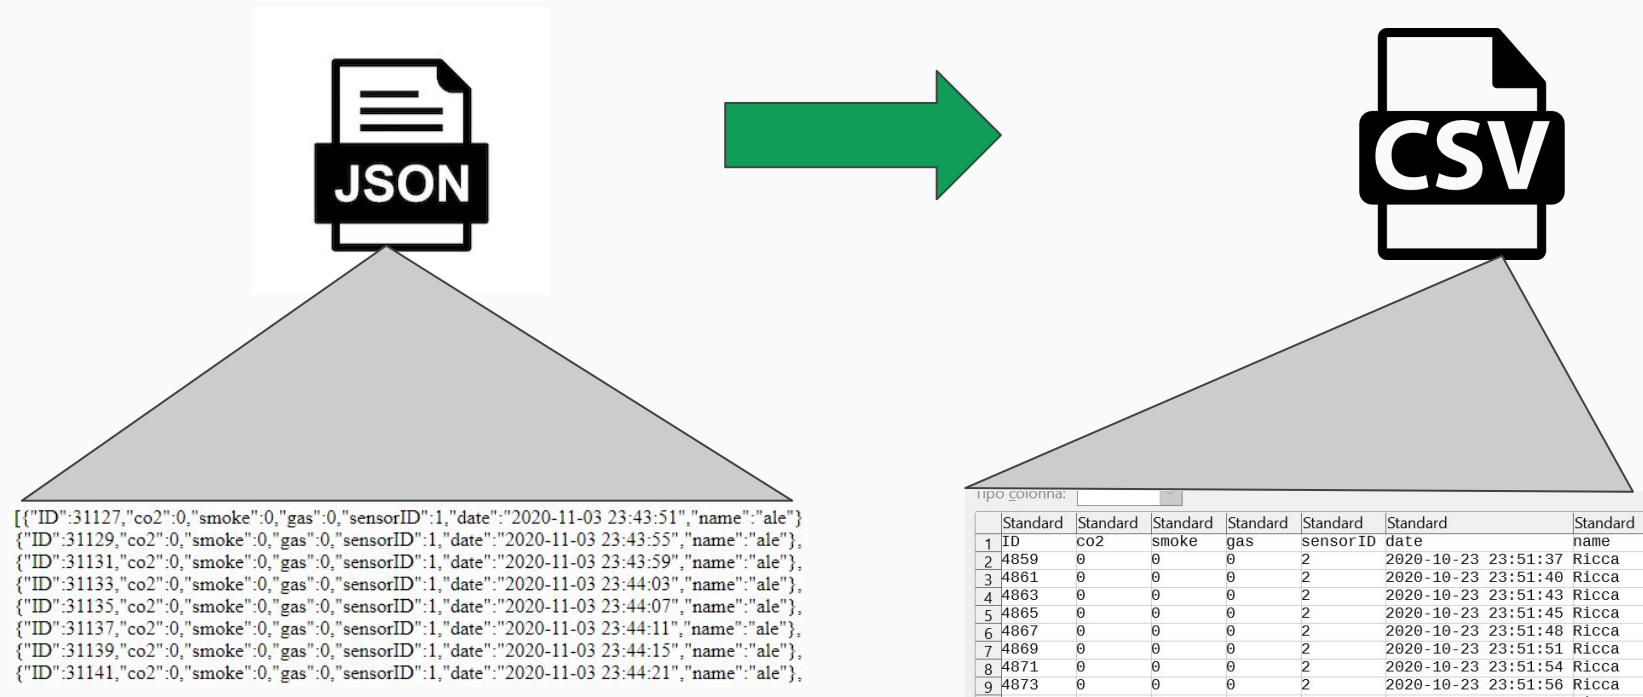 JSON
CSV
[{"ID":31127,"co2":0,"smoke":0,"gas":0,"sensorID":1,"date":"2020-11-03 23:43:51","name":"ale"}
{"ID":31129,"co2":0,"smoke":0,"gas":0,"sensorID":1,"date":"2020-11-03 23:43:55","name":"ale"},
{"ID":31131,"co2":0,"smoke":0,"gas":0,"sensorID":1,"date":"2020-11-03 23:43:59","name":"ale"},
{"ID":31133,"co2":0,"smoke":0,"gas":0,"sensorID":1,"date":"2020-11-03 23:44:03","name":"ale"},
{"ID":31135,"co2":0,"smoke":0,"gas":0,"sensorID":1,"date":"2020-11-03 23:44:07","name":"ale"},
{"ID":31137,"co2":0,"smoke":0,"gas":0,"sensorID":1,"date":"2020-11-03 23:44:11","name":"ale"},
{"ID":31139,"co2":0,"smoke":0,"gas":0,"sensorID":1,"date":"2020-11-03 23:44:15","name":"ale"},
{"ID":31141,"co2":0,"smoke":0,"gas":0,"sensorID":1,"date":"2020-11-03 23:44:21","name":"ale"},
Tipo colonna:
Standard Standard Standard Standard Standard Standard Standard
1 ID co2 smoke gas sensorID date name
2 4859 0 0 0 2 2020-10-23 23:51:37 Ricca
3 4861 0 0 0 2 2020-10-23 23:51:40 Ricca
4 4863 0 0 0 2 2020-10-23 23:51:43 Ricca
5 4865 0 0 0 2 2020-10-23 23:51:45 Ricca
6 4867 0 0 0 2 2020-10-23 23:51:48 Ricca
7 4869 0 0 0 2 2020-10-23 23:51:51 Ricca
8 4871 0 0 0 2 2020-10-23 23:51:54 Ricca
9 4873 0 0 0 2 2020-10-23 23:51:56 Ricca